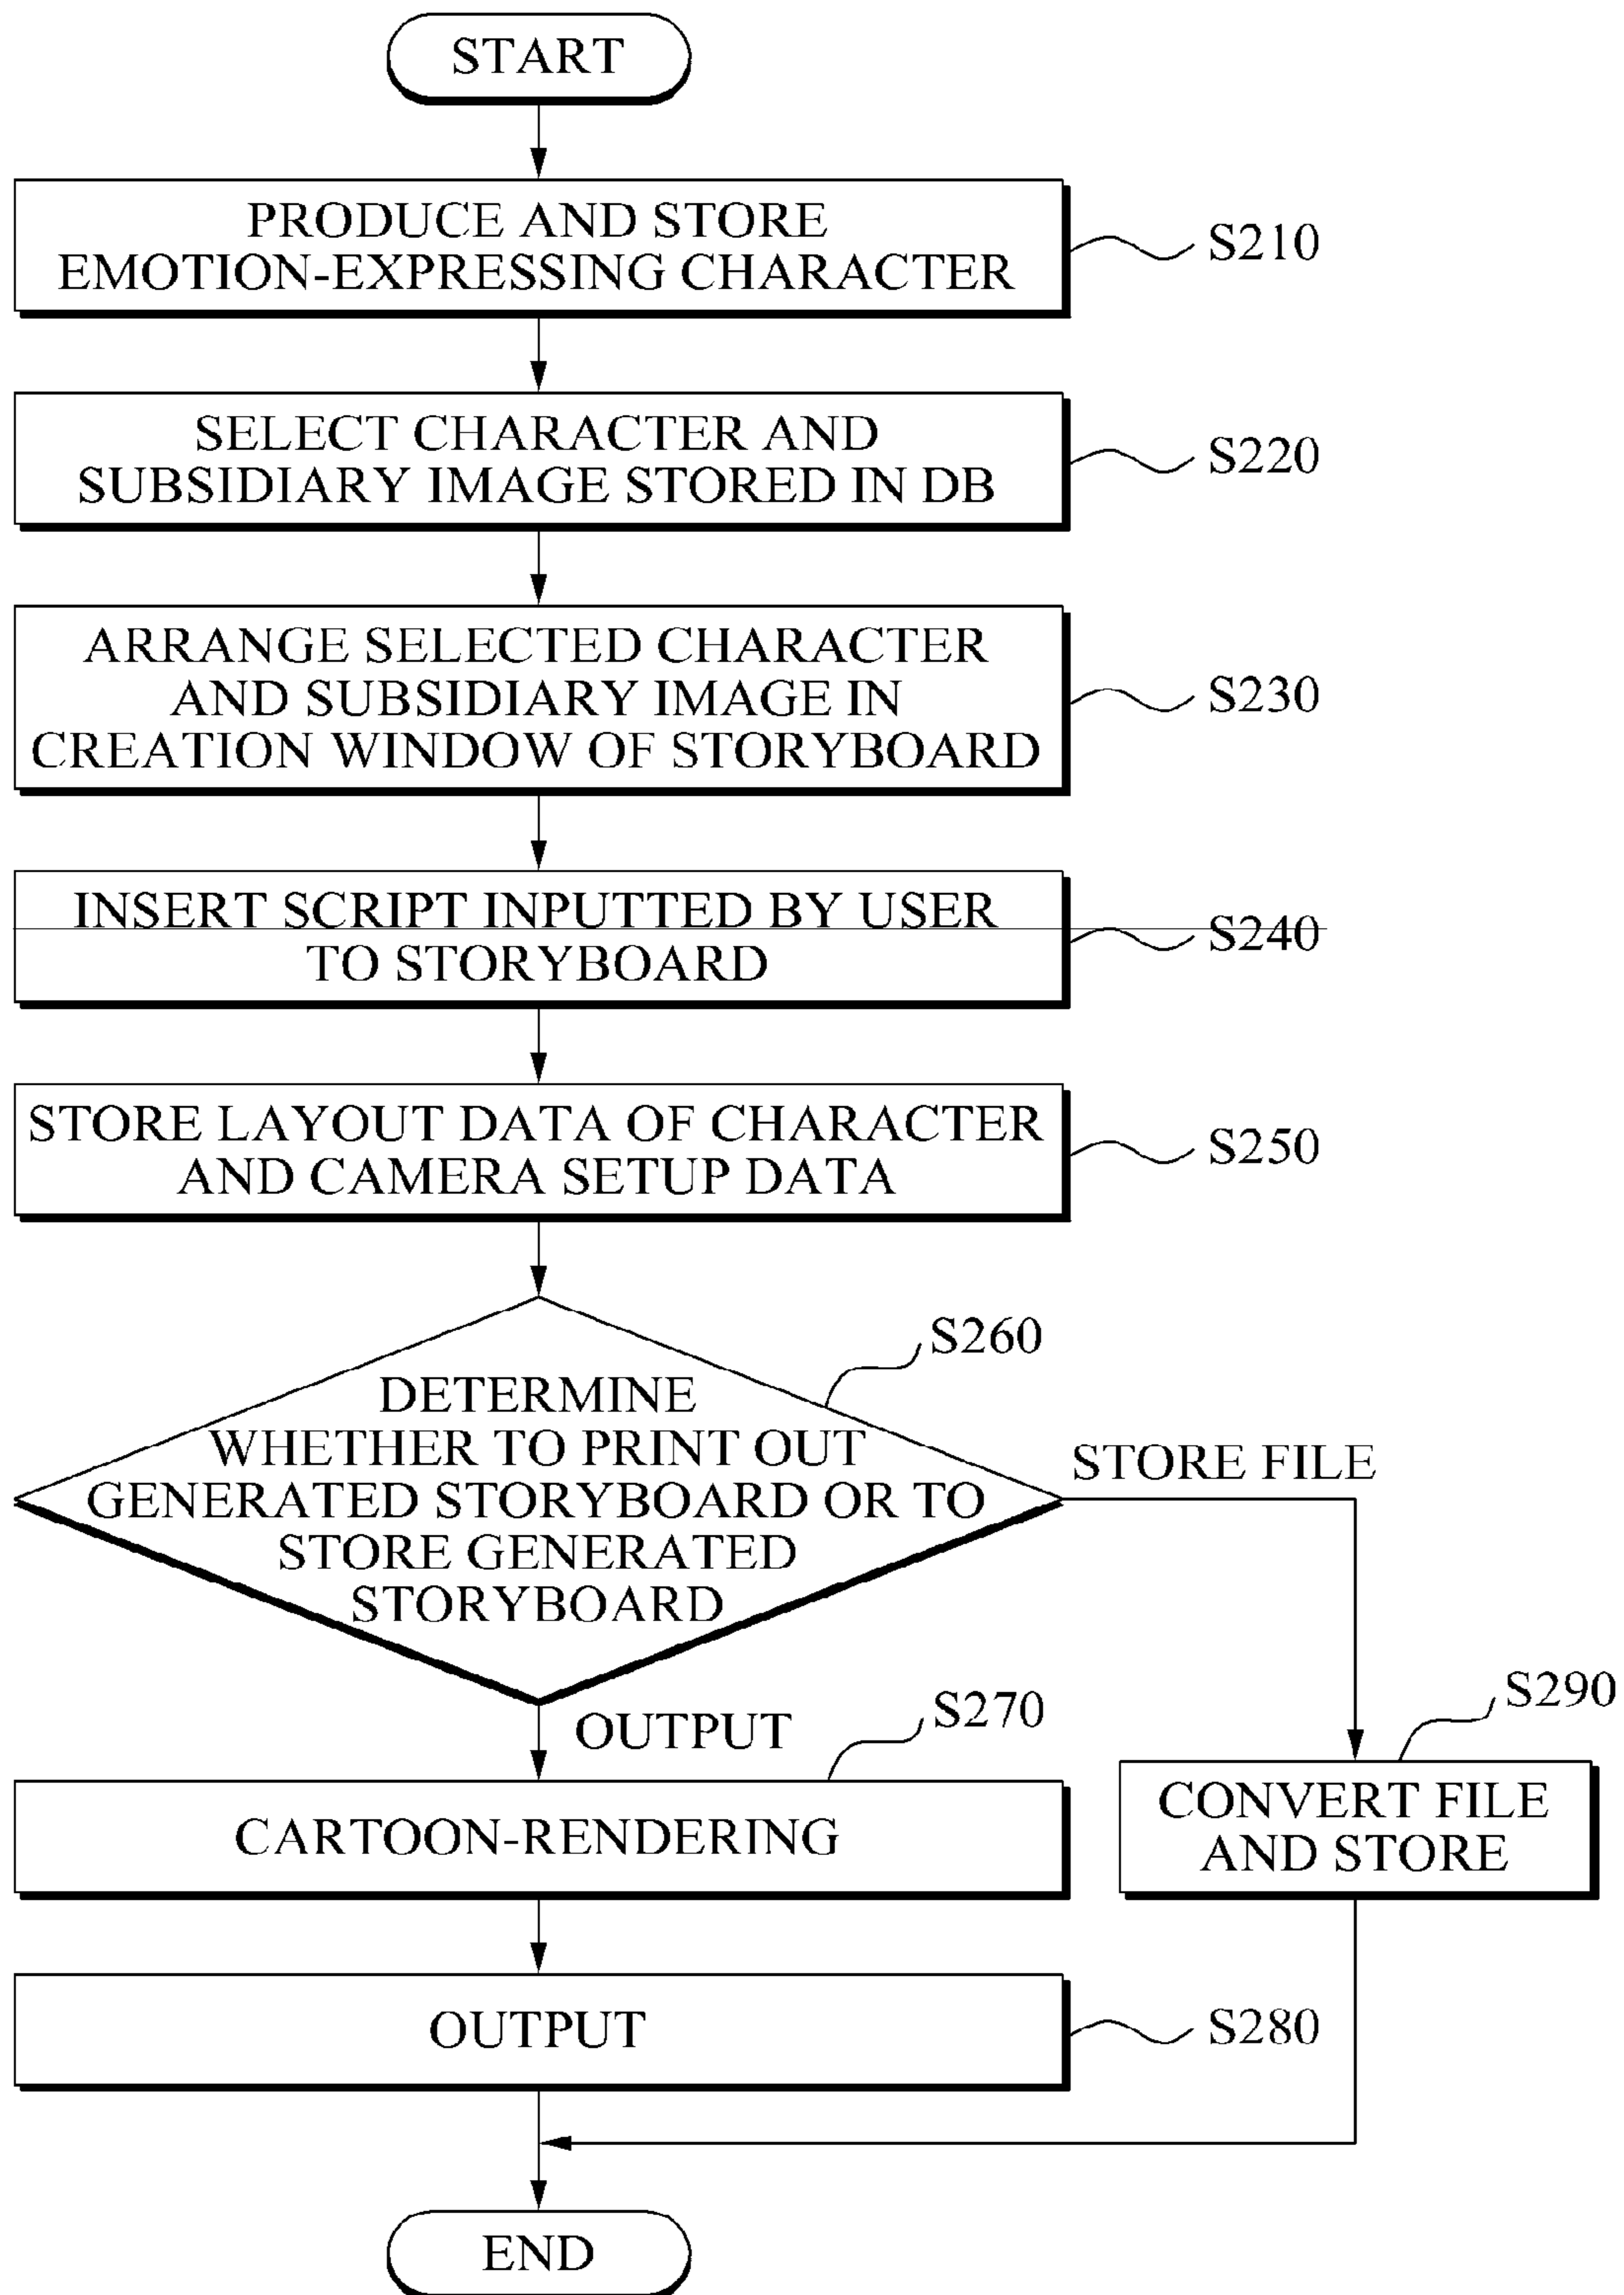 START
PRODUCE AND STORE
EMOTION-EXPRESSING CHARACTER
S210
SELECT CHARACTER AND
SUBSIDIARY IMAGE STORED IN DB
S220
ARRANGE SELECTED CHARACTER
AND SUBSIDIARY IMAGE IN
CREATION WINDOW OF STORYBOARD
S230
INSERT SCRIPT INPUTTED BY USER
TO STORYBOARD
S240
STORE LAYOUT DATA OF CHARACTER
AND CAMERA SETUP DATA
S250
S260
DETERMINE
WHETHER TO PRINT OUT
GENERATED STORYBOARD OR TO
STORE GENERATED
STORYBOARD
STORE FILE
OUTPUT
S270
CARTOON-RENDERING
S290
CONVERT FILE
AND STORE
OUTPUT
S280
END